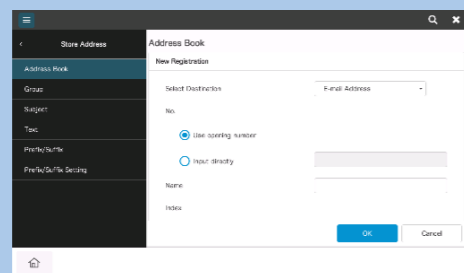 Store Address
Address Book
Address Book
New Registration
Group
Subject
Text
Prefix/Suffix
Prefix/Suffix Setting
Select Destination
E-mail Address
No.
Use opening number
Input directly
Name
Index
OK
Cancel